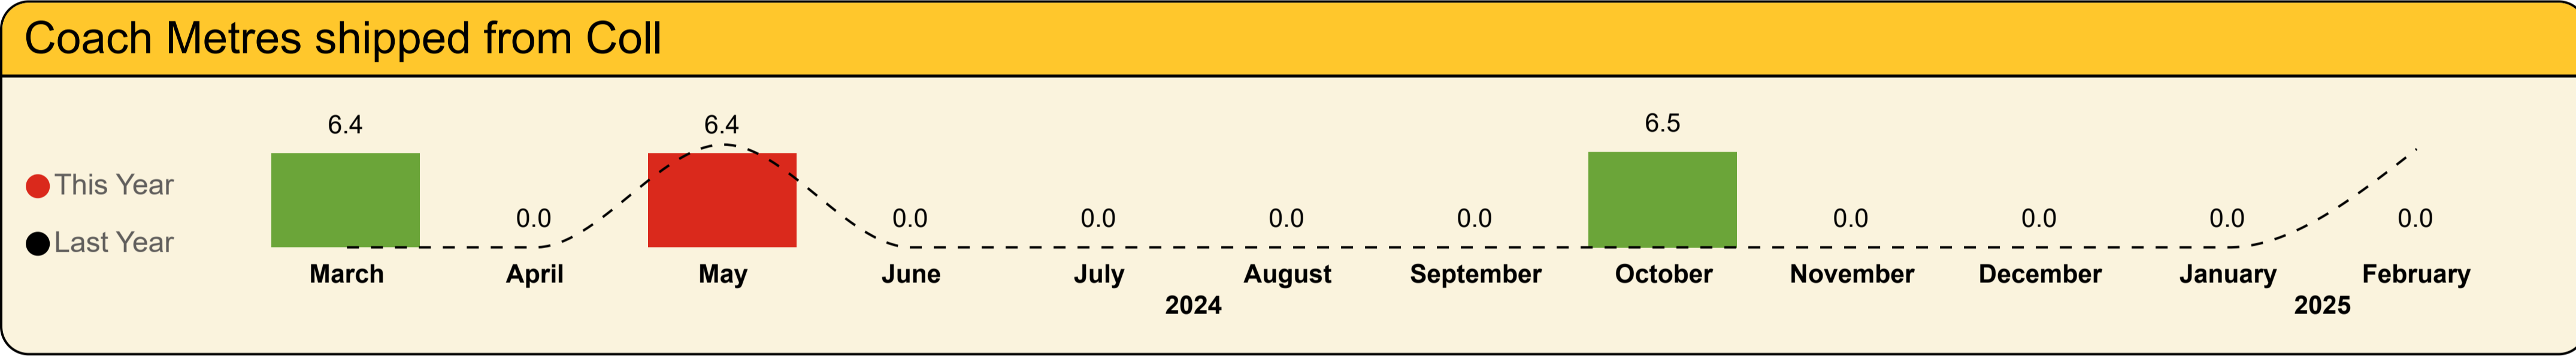 Coach Metres shipped from Coll
6.4 6.4 6.5
This Year
0.0 0.0 0.0 0.0 0.0 0.0 0.0 0.0 0.0
Last Year
March April May June July August September October November December January February
2024 2025